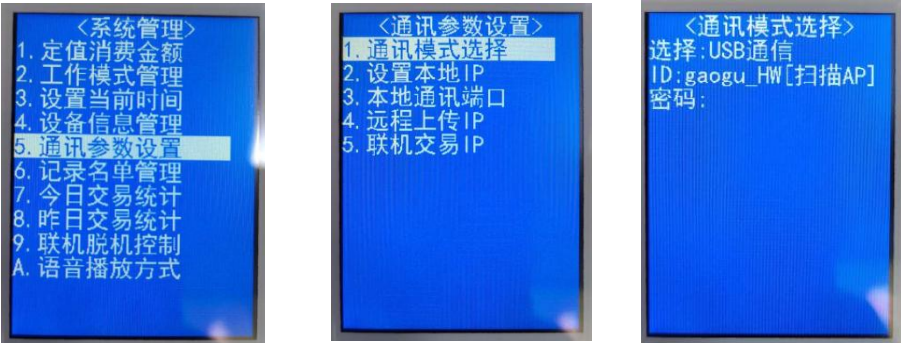 <系统管理>
1.定值消费金额
2.工作模式管理
3.设置当前时间
4.设备信息管理
5.通讯参数设置
6.记录名单管理
7.今日交易统计
8.昨日交易统计
9.联机脱机控制
A.语音播放方式
<通讯参数设置>
1.通讯模式选择
2.设置本地IP
3.本地通讯端口
4.远程上传IP
5.联机交易IP
<通讯模式选择>
选择:USB通信
ID:gaogu_HW[扫描AP]
密码: